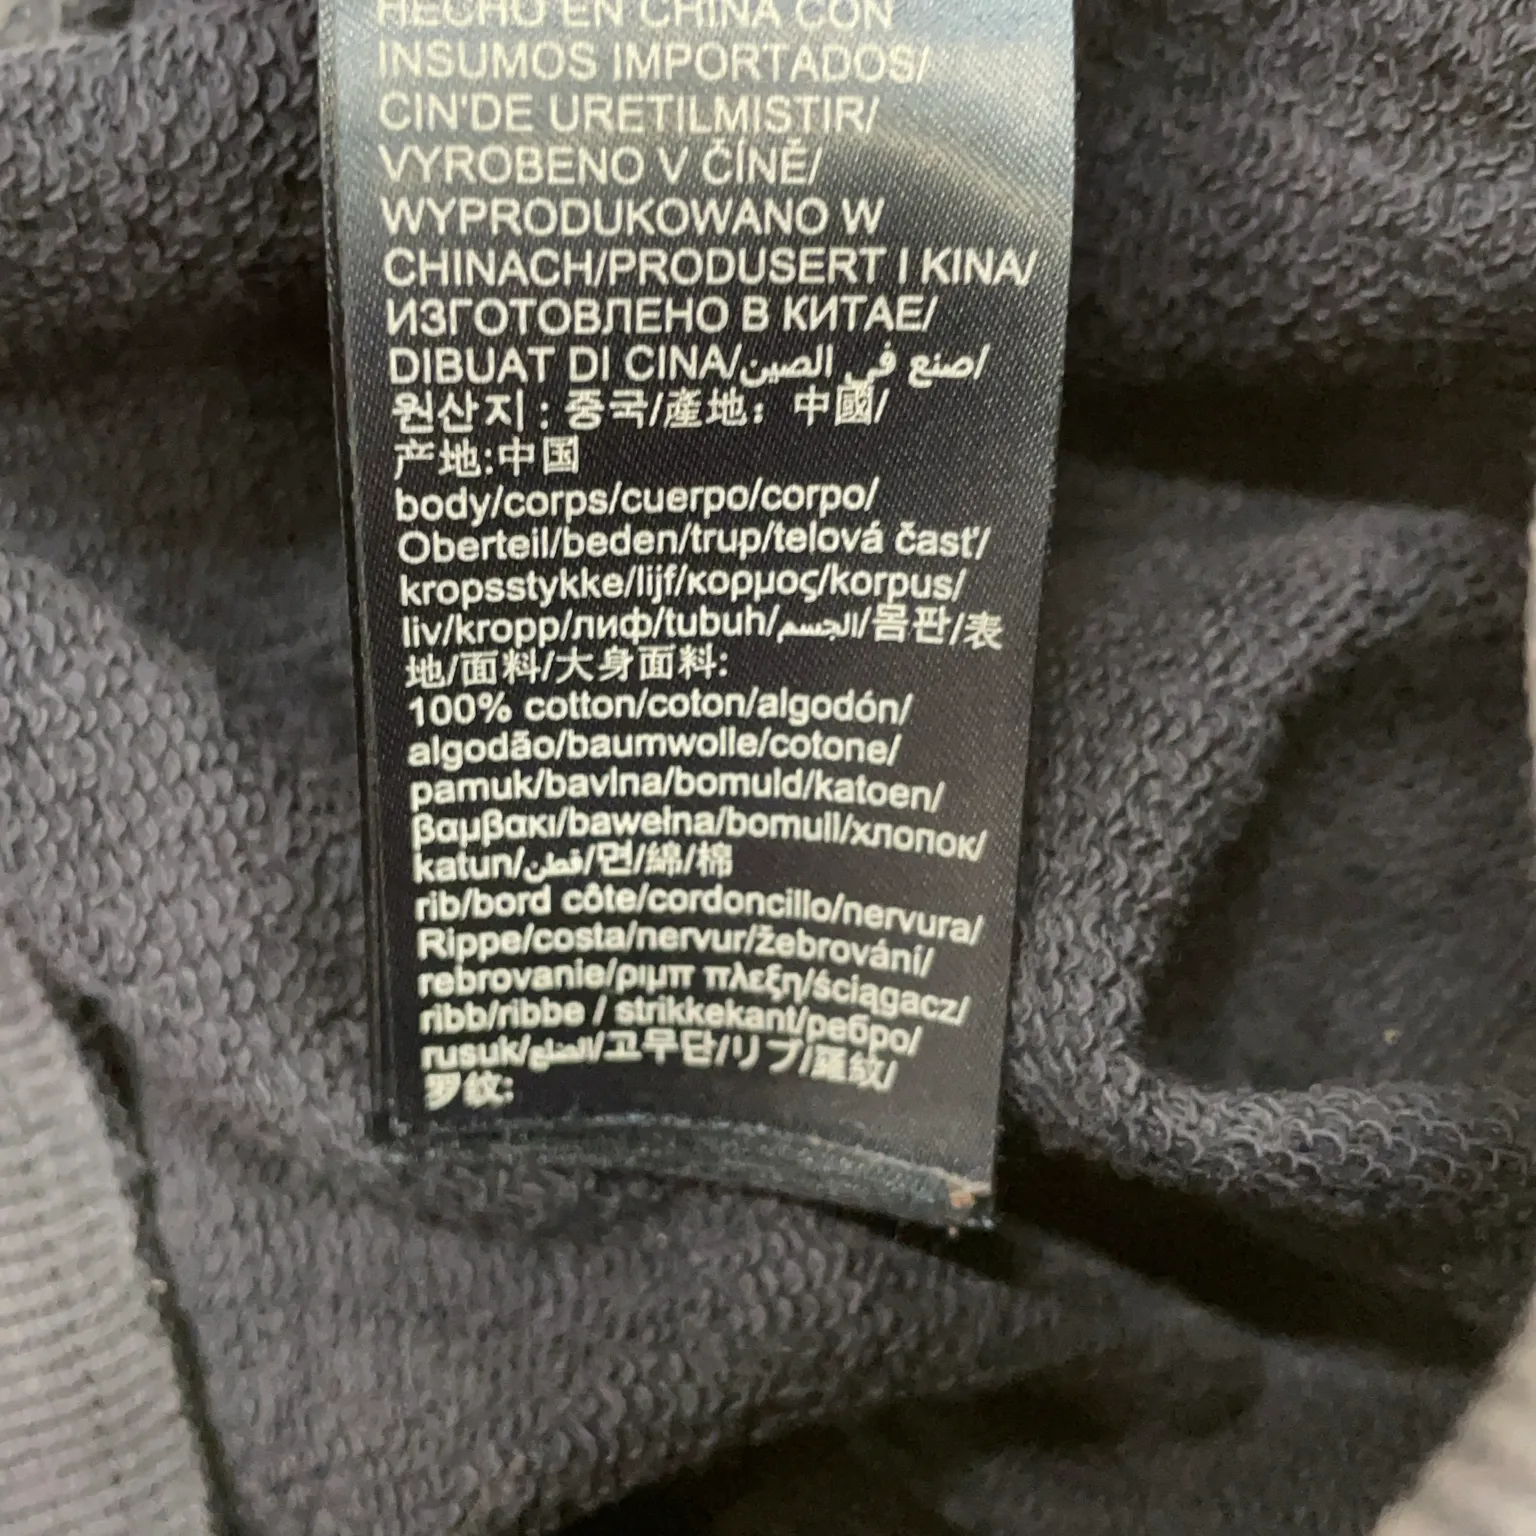 HECHO EN CHINA CON
INSUMOS IMPORTADOS/
CIN'DE URETILMISTIR/
VYROBENO V ČÍNĚ/
WYPRODUKOWANO W
CHINACH/PRODUSERT I KINA/
ИЗГОТОВЛЕНО В КИТАЕ/
DIBUAT DI CINA/صنع في الصين/
원산지 : 중국/產地：中國/
产地:中国
body/corps/cuerpo/corpo/
Oberteil/beden/trup/telová časť/
kropsstykke/lijf/κορμος/korpus/
liv/kropp/лиф/tubuh/الجسم/몸판/表
地/面料/大身面料:
100% cotton/coton/algodón/
algodão/baumwolle/cotone/
pamuk/bavlna/bomuld/katoen/
βαμβακι/bawełna/bomull/хлопок/
katun/قطن/면/綿/棉
rib/bord côte/cordoncillo/nervura/
Rippe/costa/nervur/žebrování/
rebrovanie/ριμπ πλεξη/ściągacz/
ribb/ribbe / strikkekant/ребро/
rusuk/الضلع/고무단/リブ/羅紋/
罗纹: